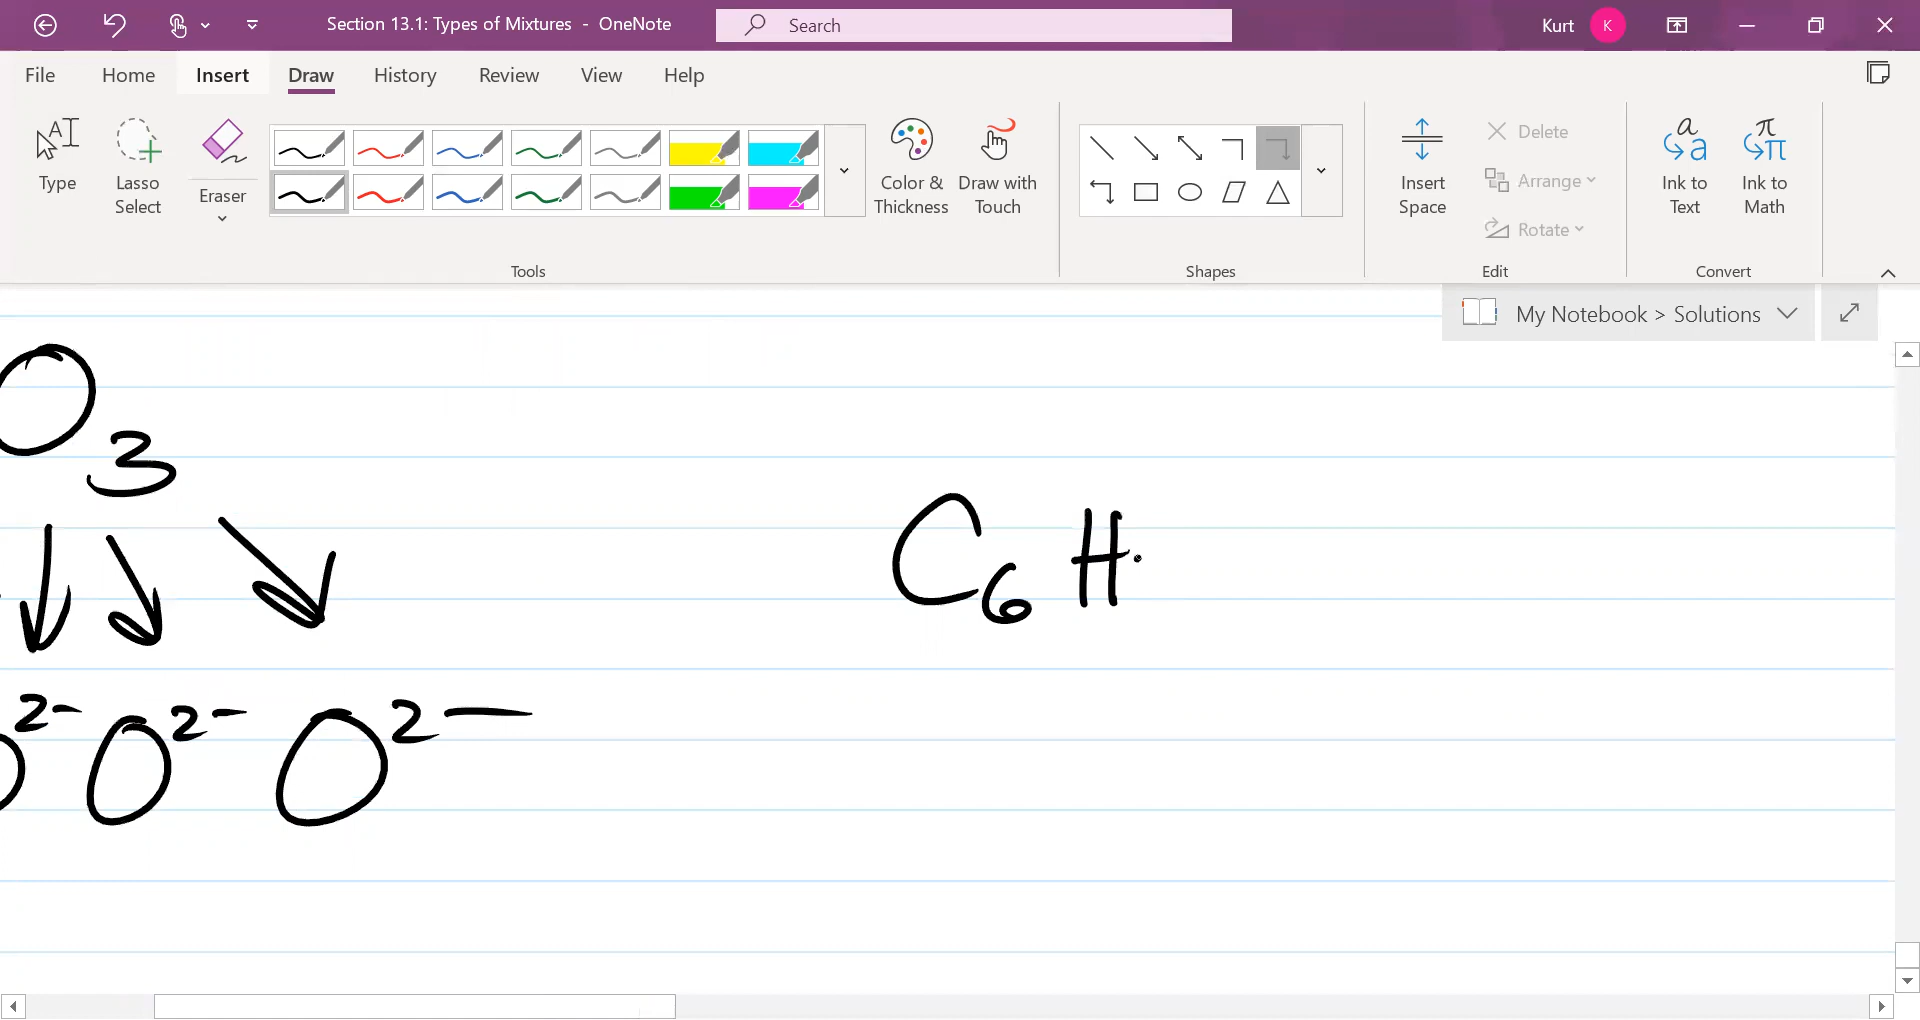 Section 13.1: Types of Mixtures - OneNote
Search
Kurt K
File Home Insert Draw History Review View Help
Type
Lasso Select
Eraser
Color & Thickness
Draw with Touch
Insert Space
Delete
Arrange
Rotate
Ink to Text
Ink to Math
Tools Shapes Edit Convert
My Notebook > Solutions
O3
C6 H
2- O2- O2-